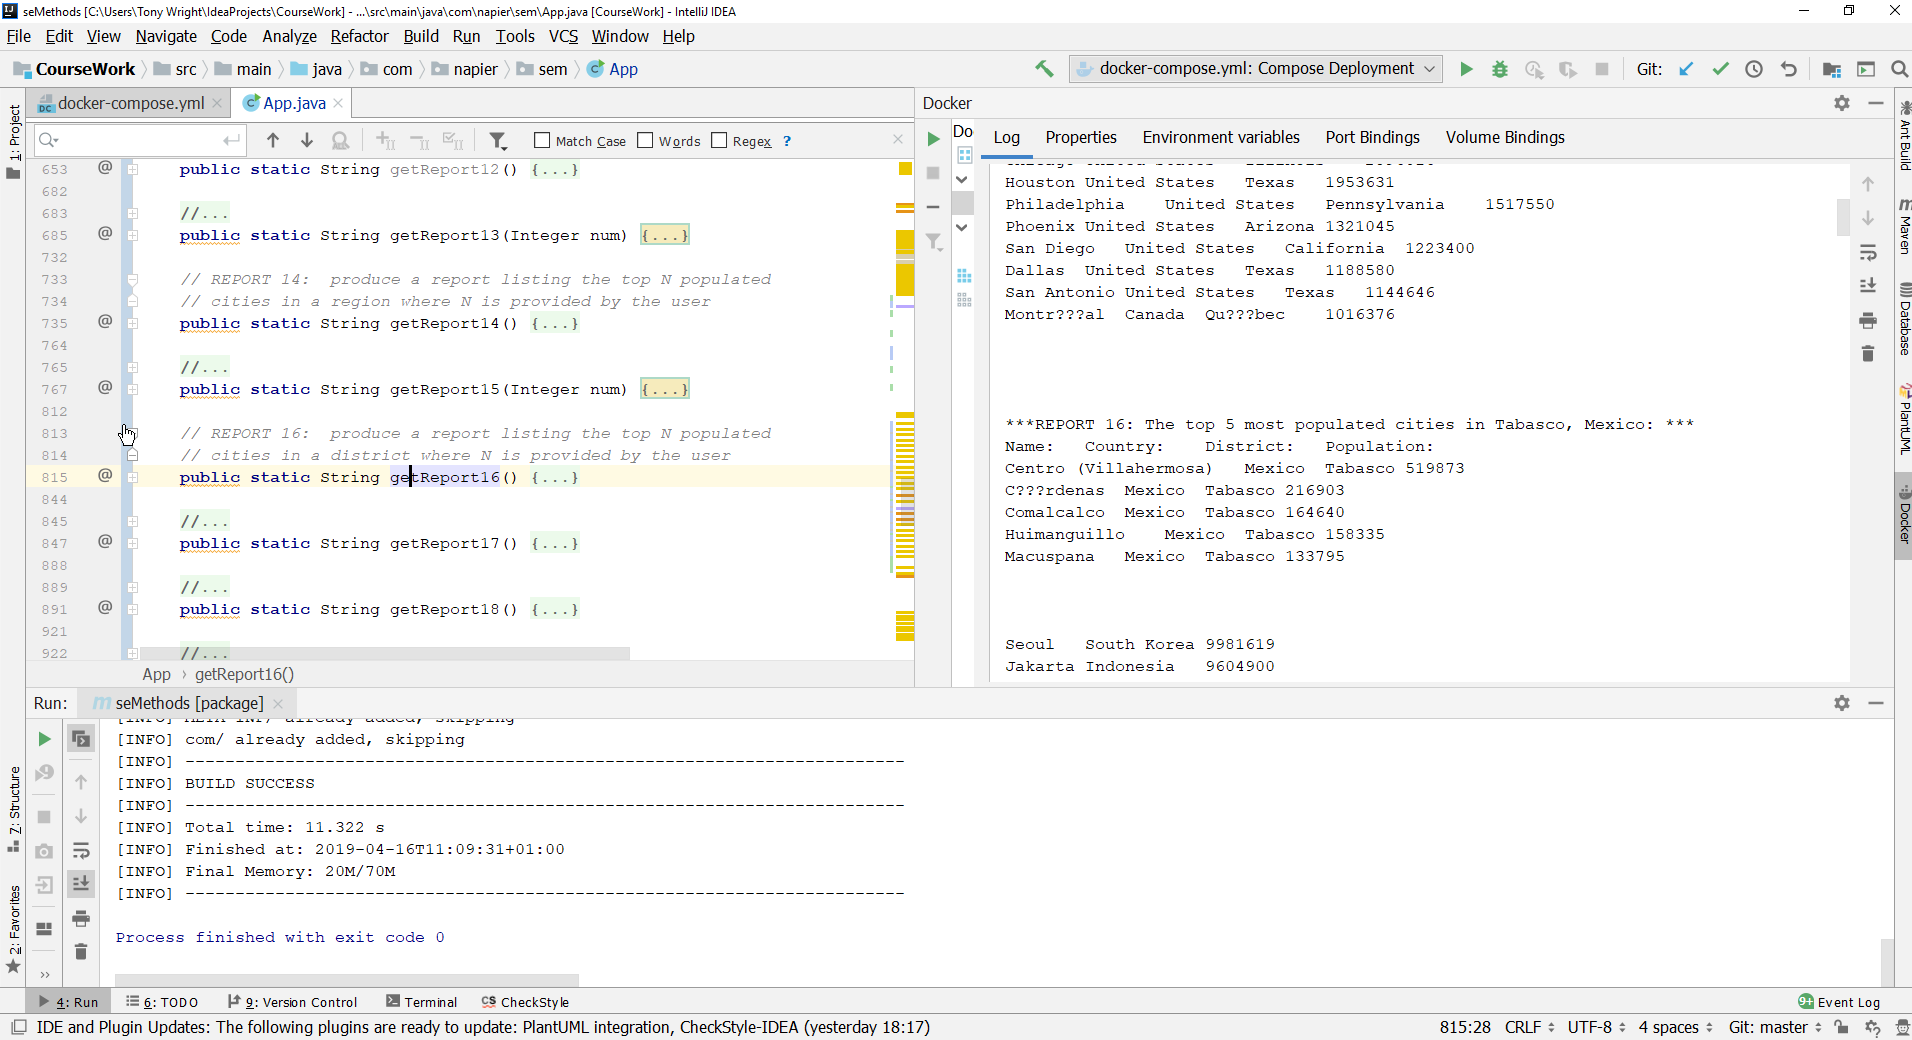 seMethods [C:\Users\Tony Wright\IdeaProjects\CourseWork] - ...\src\main\java\com\napier\sem\App.java [CourseWork] - IntelliJ IDEA
File Edit View Navigate Code Analyze Refactor Build Run Tools VCS Window Help
CourseWork src main java com napier sem App
docker-compose.yml: Compose Deployment Git:
docker-compose.yml App.java
Match Case Words Regex ?
653 @ public static String getReport12() {...}
682
683 //...
685 @ public static String getReport13(Integer num) {...}
732
733 // REPORT 14: produce a report listing the top N populated
734 // cities in a region where N is provided by the user
735 @ public static String getReport14() {...}
764
765 //...
767 @ public static String getReport15(Integer num) {...}
812
813 // REPORT 16: produce a report listing the top N populated
814 // cities in a district where N is provided by the user
815 @ public static String getReport16() {...}
844
845 //...
847 @ public static String getReport17() {...}
888
889 //...
891 @ public static String getReport18() {...}
921
922 //...
App › getReport16()
Docker
Do Log Properties Environment variables Port Bindings Volume Bindings
Houston United States Texas 1953631
Philadelphia United States Pennsylvania 1517550
Phoenix United States Arizona 1321045
San Diego United States California 1223400
Dallas United States Texas 1188580
San Antonio United States Texas 1144646
Montr???al Canada Qu???bec 1016376
***REPORT 16: The top 5 most populated cities in Tabasco, Mexico: ***
Name: Country: District: Population:
Centro (Villahermosa) Mexico Tabasco 519873
C???rdenas Mexico Tabasco 216903
Comalcalco Mexico Tabasco 164640
Huimanguillo Mexico Tabasco 158335
Macuspana Mexico Tabasco 133795
Seoul South Korea 9981619
Jakarta Indonesia 9604900
1: Project
7: Structure
2: Favorites
Ant Build
Maven
Database
PlantUML
Docker
Run: seMethods [package]
[INFO] META-INF/ already added, skipping
[INFO] com/ already added, skipping
[INFO] ------------------------------------------------------------------------
[INFO] BUILD SUCCESS
[INFO] ------------------------------------------------------------------------
[INFO] Total time: 11.322 s
[INFO] Finished at: 2019-04-16T11:09:31+01:00
[INFO] Final Memory: 20M/70M
[INFO] ------------------------------------------------------------------------
Process finished with exit code 0
4: Run 6: TODO 9: Version Control Terminal CheckStyle 9+ Event Log
IDE and Plugin Updates: The following plugins are ready to update: PlantUML integration, CheckStyle-IDEA (yesterday 18:17) 815:28 CRLF UTF-8 4 spaces Git: master